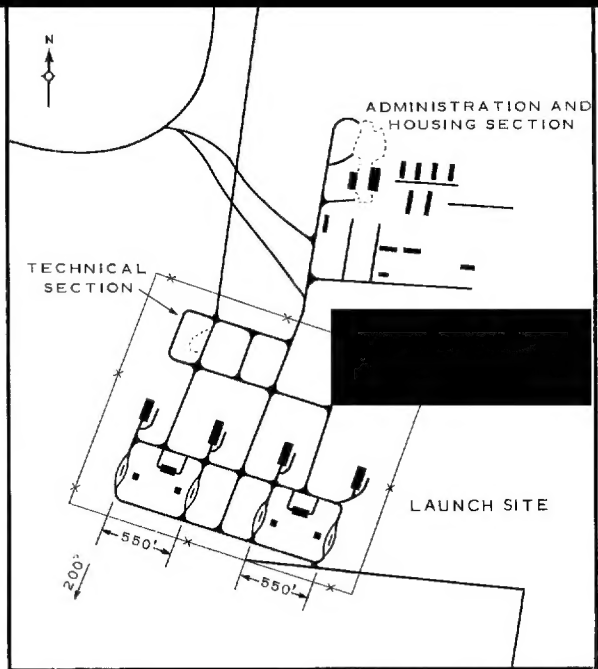 N
ADMINISTRATION AND
HOUSING SECTION
TECHNICAL
SECTION
LAUNCH SITE
550'
550'
200°